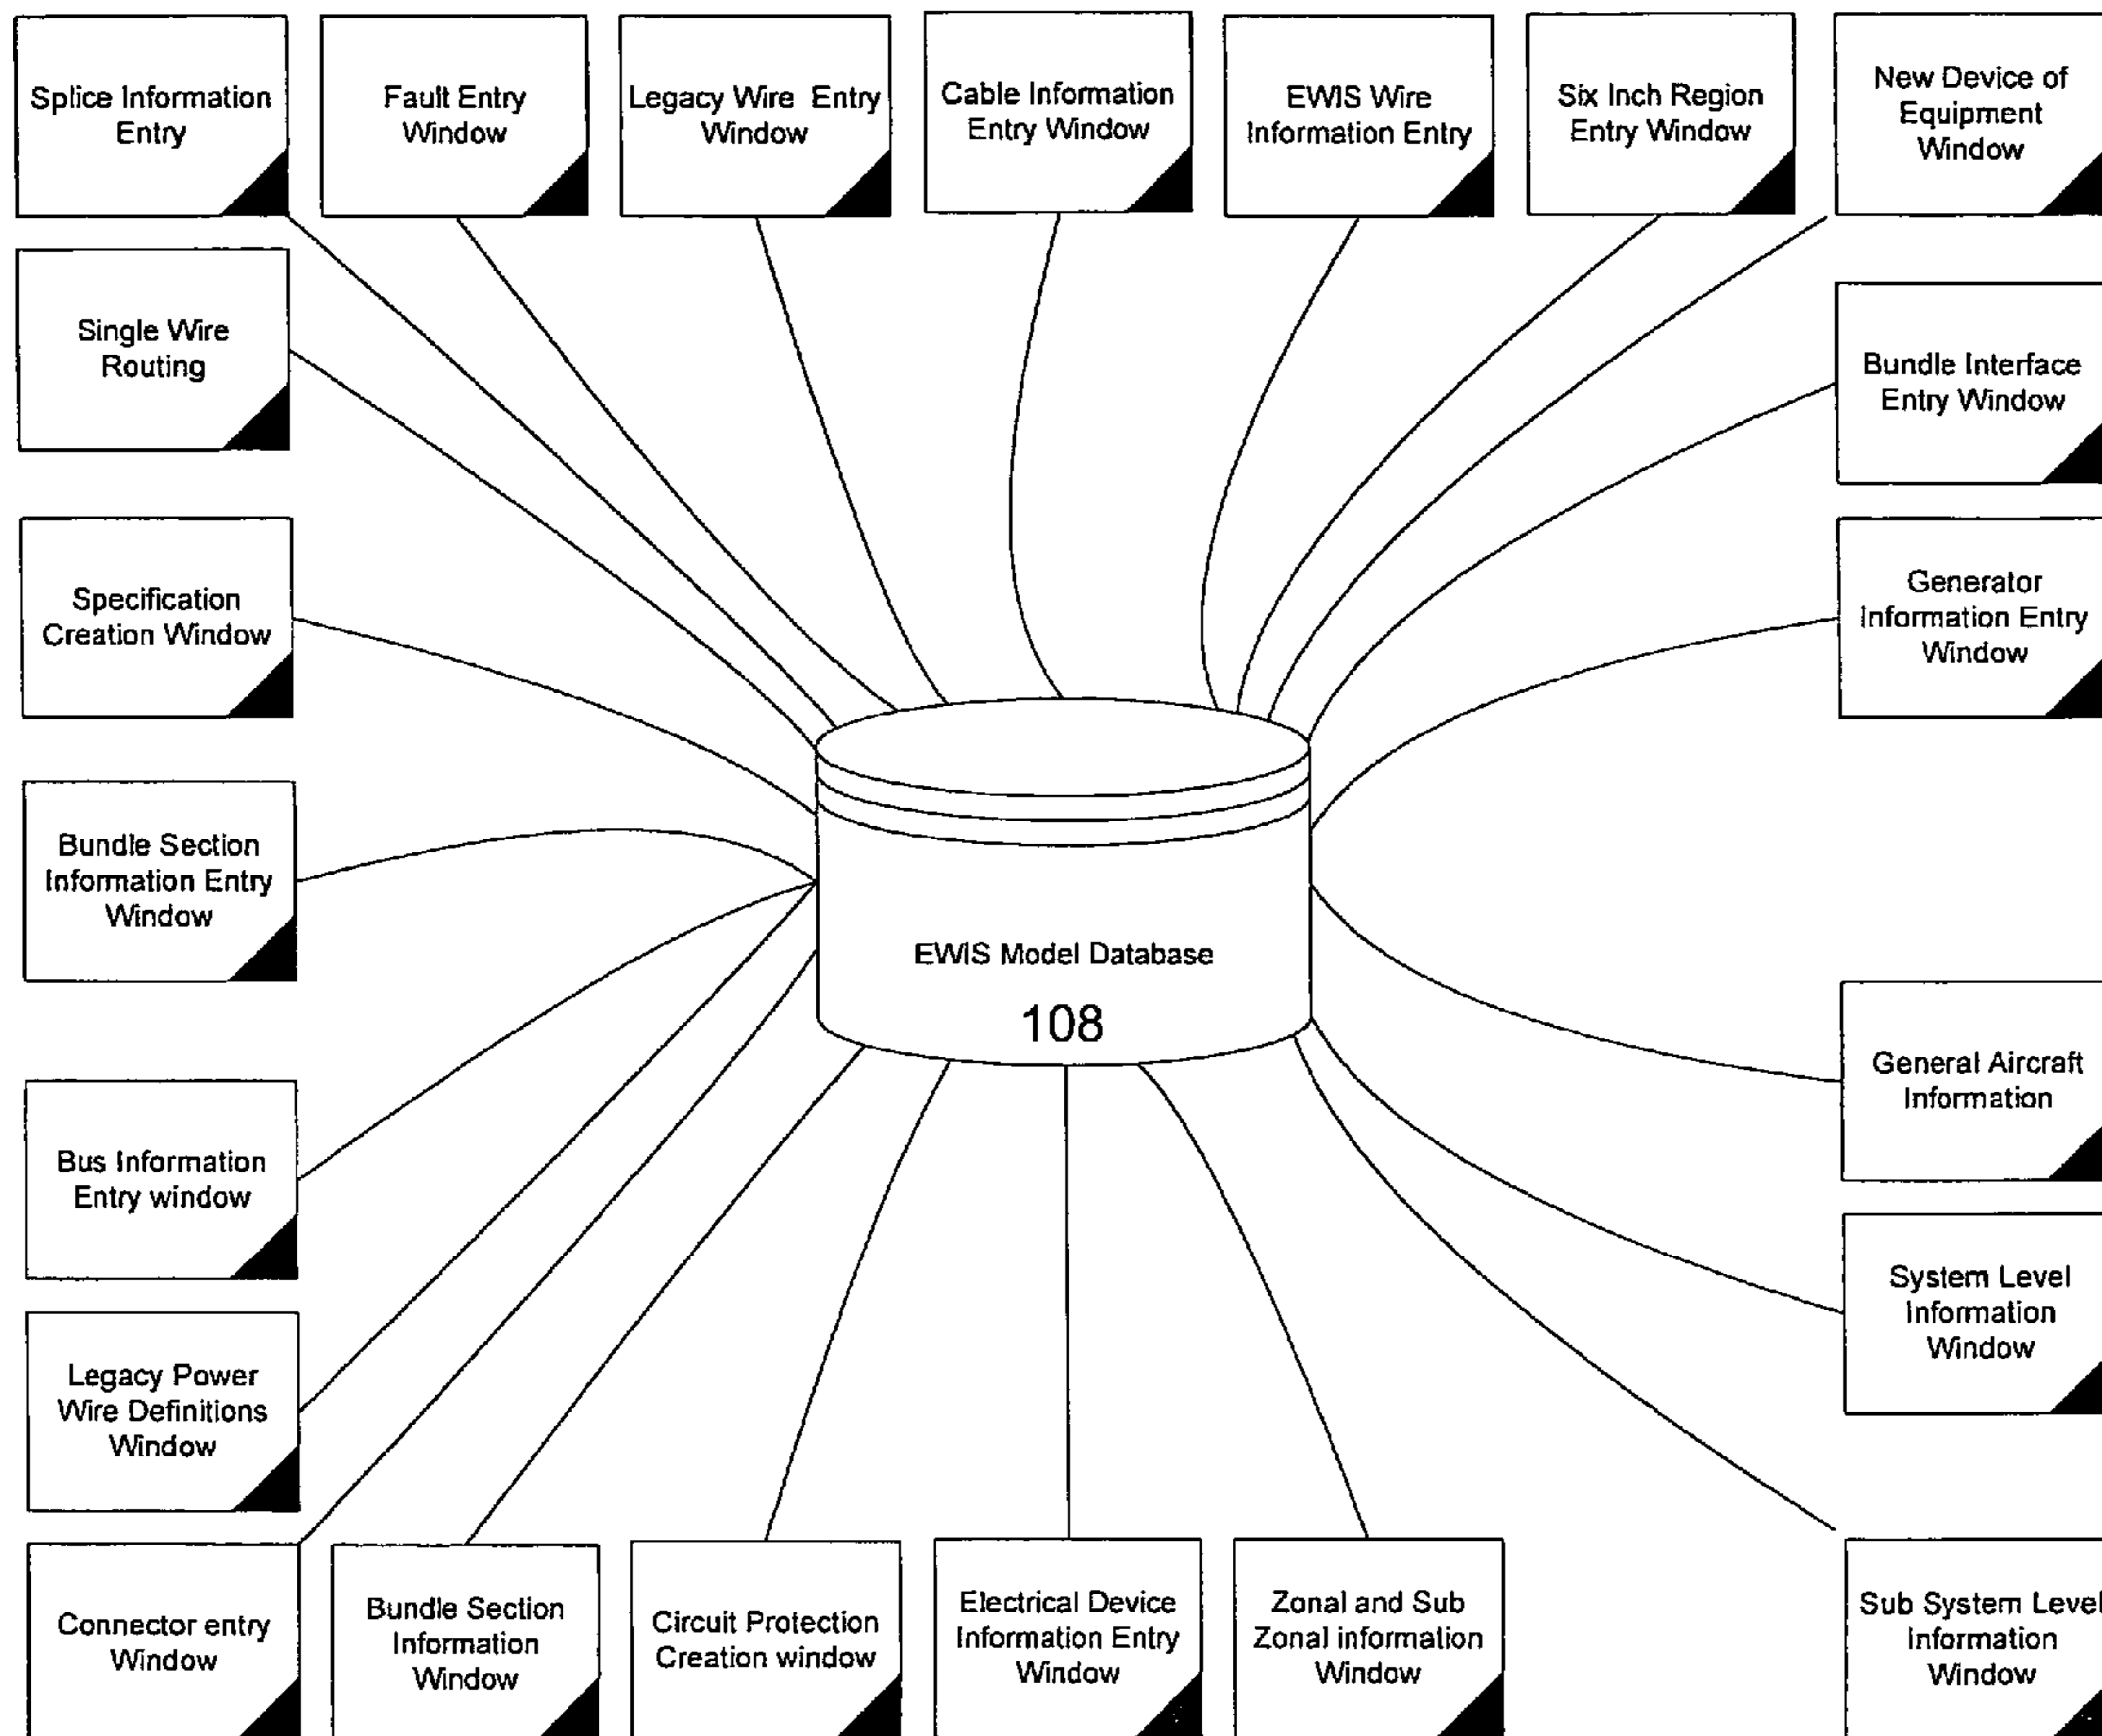 Splice Information
Entry
Fault Entry
Window
Legacy Wire Entry
Window
Cable Information
Entry Window
EWIS Wire
Information Entry
Six Inch Region
Entry Window
New Device of
Equipment
Window
Single Wire
Routing
Bundle Interface
Entry Window
Specification
Creation Window
Generator
Information Entry
Window
Bundle Section
Information Entry
Window
EWIS Model Database
108
General Aircraft
Information
Bus Information
Entry window
System Level
Information
Window
Legacy Power
Wire Definitions
Window
Connector entry
Window
Bundle Section
Information
Window
Circuit Protection
Creation window
Electrical Device
Information Entry
Window
Zonal and Sub
Zonal information
Window
Sub System Level
Information
Window